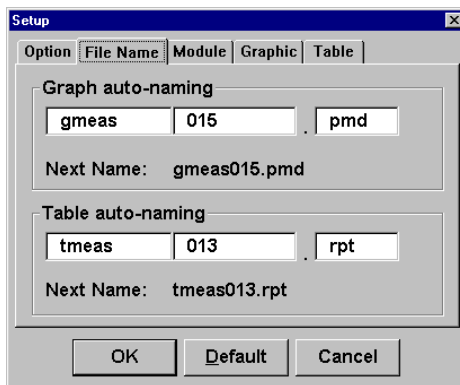 Setup
Option File Name Module Graphic Table
Graph auto-naming
gmeas 015 . pmd
Next Name: gmeas015.pmd
Table auto-naming
tmeas 013 . rpt
Next Name: tmeas013.rpt
OK Default Cancel